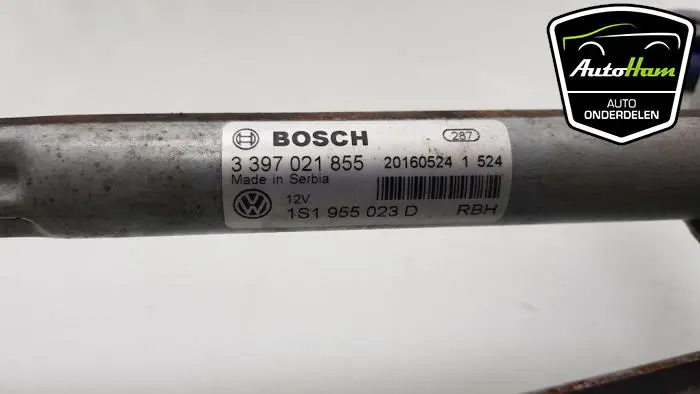 AutoHam
AUTO
ONDERDELEN
BOSCH 287
3 397 021 855 20160524 1 524
Made in Serbia
12V
1S1 955 023 D RBH